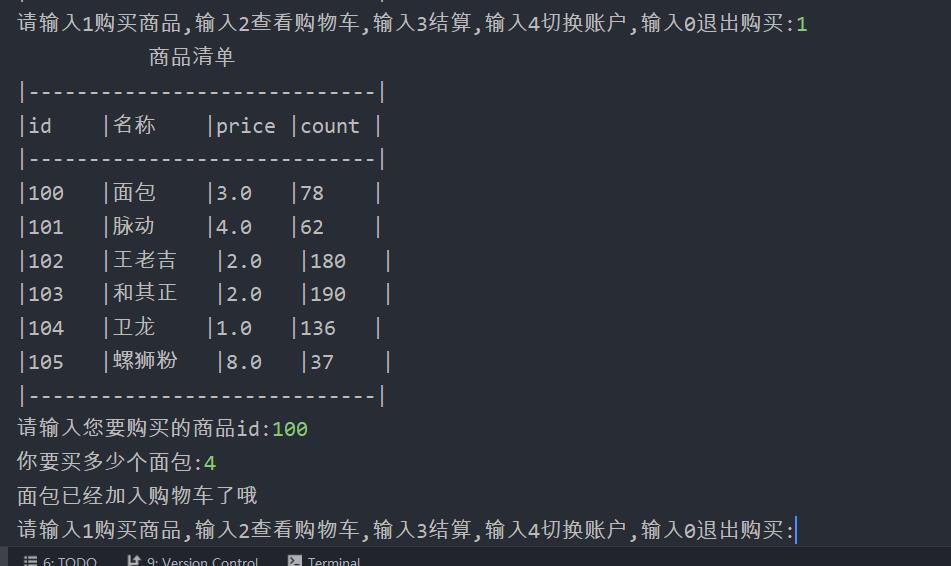 请输入1购买商品,输入2查看购物车,输入3结算,输入4切换账户,输入0退出购买:1
商品清单
|-----------------------------|
|id    |名称    |price |count |
|-----------------------------|
|100   |面包    |3.0   |78    |
|101   |脉动    |4.0   |62    |
|102   |王老吉   |2.0   |180   |
|103   |和其正   |2.0   |190   |
|104   |卫龙    |1.0   |136   |
|105   |螺狮粉   |8.0   |37    |
|-----------------------------|
请输入您要购买的商品id:100
你要买多少个面包:4
面包已经加入购物车了哦
请输入1购买商品,输入2查看购物车,输入3结算,输入4切换账户,输入0退出购买:
6: TODO 9: Version Control Terminal